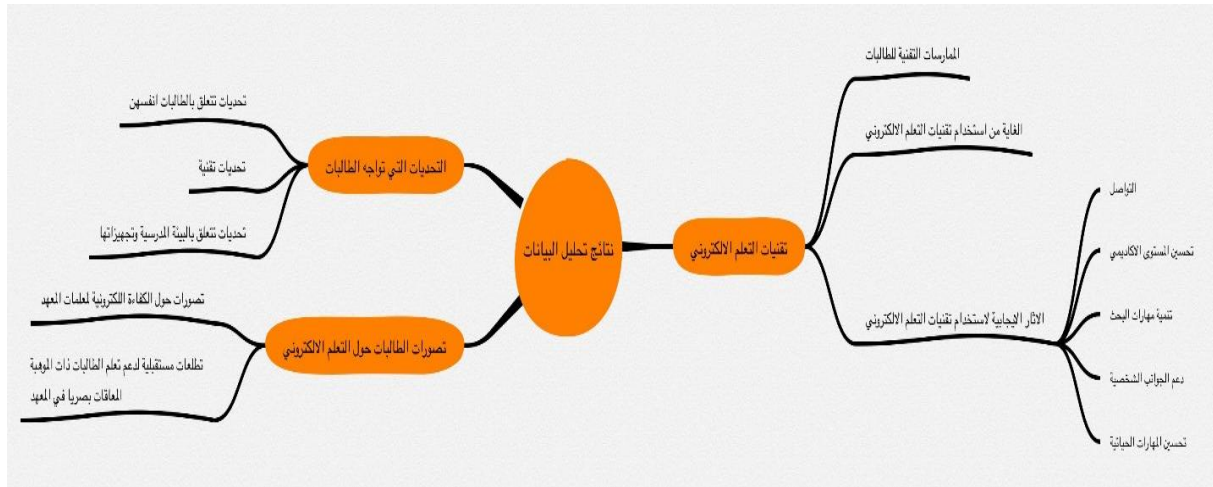 نتائج تحليل البيانات
تقنيات التعلم الالكتروني
الممارسات التقنية للطالبات
الغاية من استخدام تقنيات التعلم الالكتروني
الاثار الايجابية لاستخدام تقنيات التعلم الالكتروني
التواصل
تحسين المستوى الاكاديمي
تنمية مهارات البحث
دعم الجوانب الشخصية
تحسين المهارات الحياتية
التحديات التي تواجه الطالبات
تحديات تتعلق بالطالبات انفسهن
تحديات تقنية
تحديات تتعلق بالبيئة المدرسية وتجهيزاتها
تصورات الطالبات حول التعلم الالكتروني
تصورات حول الكفاءة اللكترونية لمعلمات المعهد
تطلعات مستقبلية لدعم تعلم الطالبات ذات الموهبة
المعاقات بصريا في المعهد